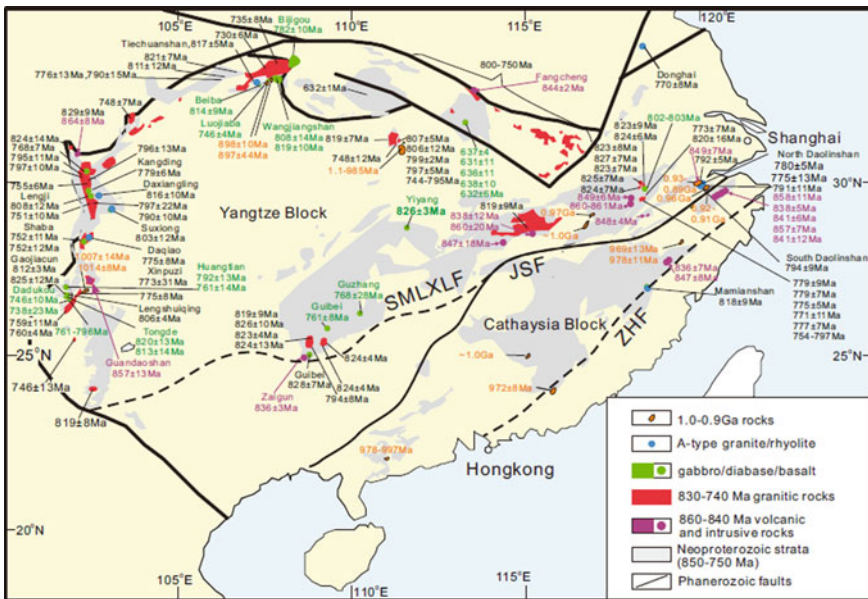 105°E
110°E
115°E
120°E
735±8Ma
730±6Ma
Bijigou
782±10Ma
Tiechuanshan,817±5Ma
821±7Ma
811±12Ma
776±13Ma,790±15Ma
Beiba
814±9Ma
Luojiaba
746±4Ma
898±10Ma
897±44Ma
Wangjiangshan
808±14Ma
819±10Ma
632±1Ma
800-750Ma
Fangcheng
844±2Ma
Donghai
770±8Ma
748±7Ma
829±9Ma
864±8Ma
824±14Ma
768±7Ma
795±11Ma
797±10Ma
755±6Ma
Lengji
808±12Ma
751±10Ma
Shaba
752±11Ma
752±12Ma
Gaojiacun
812±3Ma
825±12Ma
Dadukou
746±10Ma
738±23Ma
759±11Ma
760±4Ma
796±13Ma
Kangding
779±6Ma
Daxiangling
816±10Ma
797±22Ma
790±10Ma
Suxiong
803±12Ma
Daqiao
775±8Ma
1007±14Ma
1014±8Ma
Xinpuzi
773±31Ma
775±8Ma
Lengshuiqing
806±4Ma
761-796Ma
Tongde
820±13Ma
813±14Ma
Huangtian
792±13Ma
761±14Ma
Guandaoshan
857±13Ma
746±13Ma
819±8Ma
Yangtze Block
819±7Ma
748±12Ma
1.1-985Ma
807±5Ma
806±12Ma
799±2Ma
797±5Ma
744-795Ma
637±4
631±11
636±11
638±10
632±6Ma
Yiyang
826±3Ma
819±9Ma
838±12Ma
860±20Ma
847±18Ma
0.97Ga
~1.0Ga
849±6Ma
860-861Ma
848±4Ma
823±9Ma
824±6Ma
823±8Ma
827±7Ma
823±7Ma
825±7Ma
824±7Ma
802-803Ma
773±7Ma
820±16Ma
849±7Ma
792±5Ma
0.93-
0.89Ga
0.96Ga
0.92-
0.91Ga
Shanghai
North Daolinshan
780±5Ma
775±13Ma
30°N
791±11Ma
858±11Ma
838±5Ma
841±6Ma
857±7Ma
841±12Ma
South Daolinshan
794±9Ma
779±9Ma
779±7Ma
775±5Ma
771±11Ma
777±7Ma
754-797Ma
969±13Ma
978±11Ma
836±7Ma
847±8Ma
Mamianshan
818±9Ma
Guzhang
768±28Ma
Guibei
761±8Ma
819±9Ma
826±10Ma
823±4Ma
824±13Ma
Guibei
828±7Ma
824±4Ma
824±4Ma
794±8Ma
Zaigun
836±3Ma
SMLXLF
JSF
ZHF
Cathaysia Block
~1.0Ga
972±8Ma
978-997Ma
Hongkong
25°N
25°N
20°N
105°E
110°E
115°E
1.0-0.9Ga rocks
A-type granite/rhyolite
gabbro/diabase/basalt
830-740 Ma granitic rocks
860-840 Ma volcanic
and intrusive rocks
Neoproterozoic strata
(850-750 Ma)
Phanerozoic faults